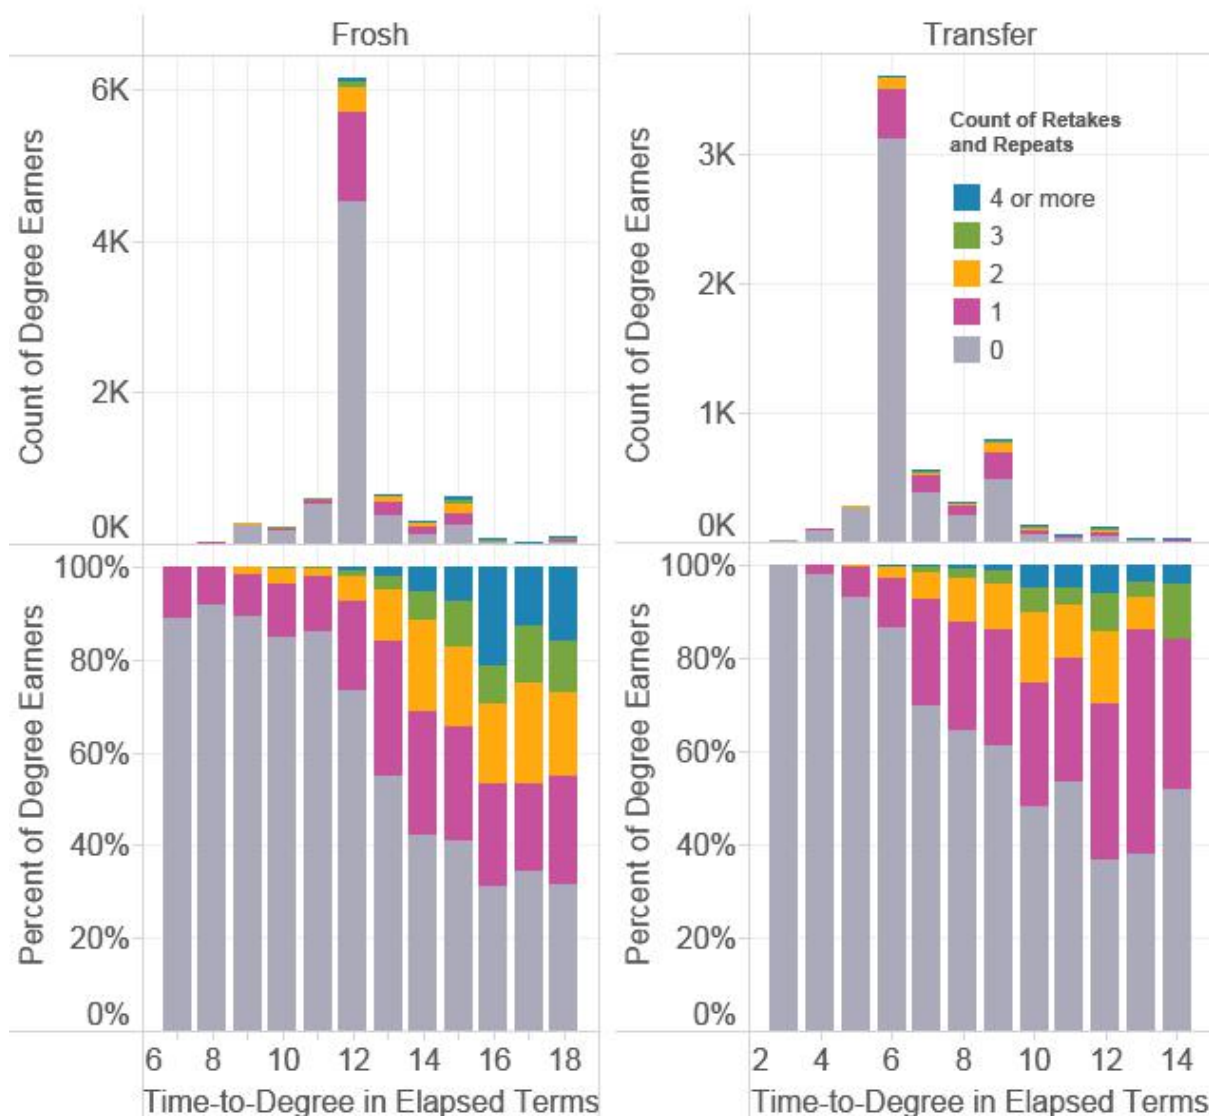 Frosh
Transfer
Count of Degree Earners
6K
4K
2K
0K
Count of Degree Earners
3K
2K
1K
0K
Count of Retakes
and Repeats
4 or more
3
2
1
0
Percent of Degree Earners
100%
80%
60%
40%
20%
0%
6 8 10 12 14 16 18
Time-to-Degree in Elapsed Terms
Percent of Degree Earners
100%
80%
60%
40%
20%
0%
2 4 6 8 10 12 14
Time-to-Degree in Elapsed Terms